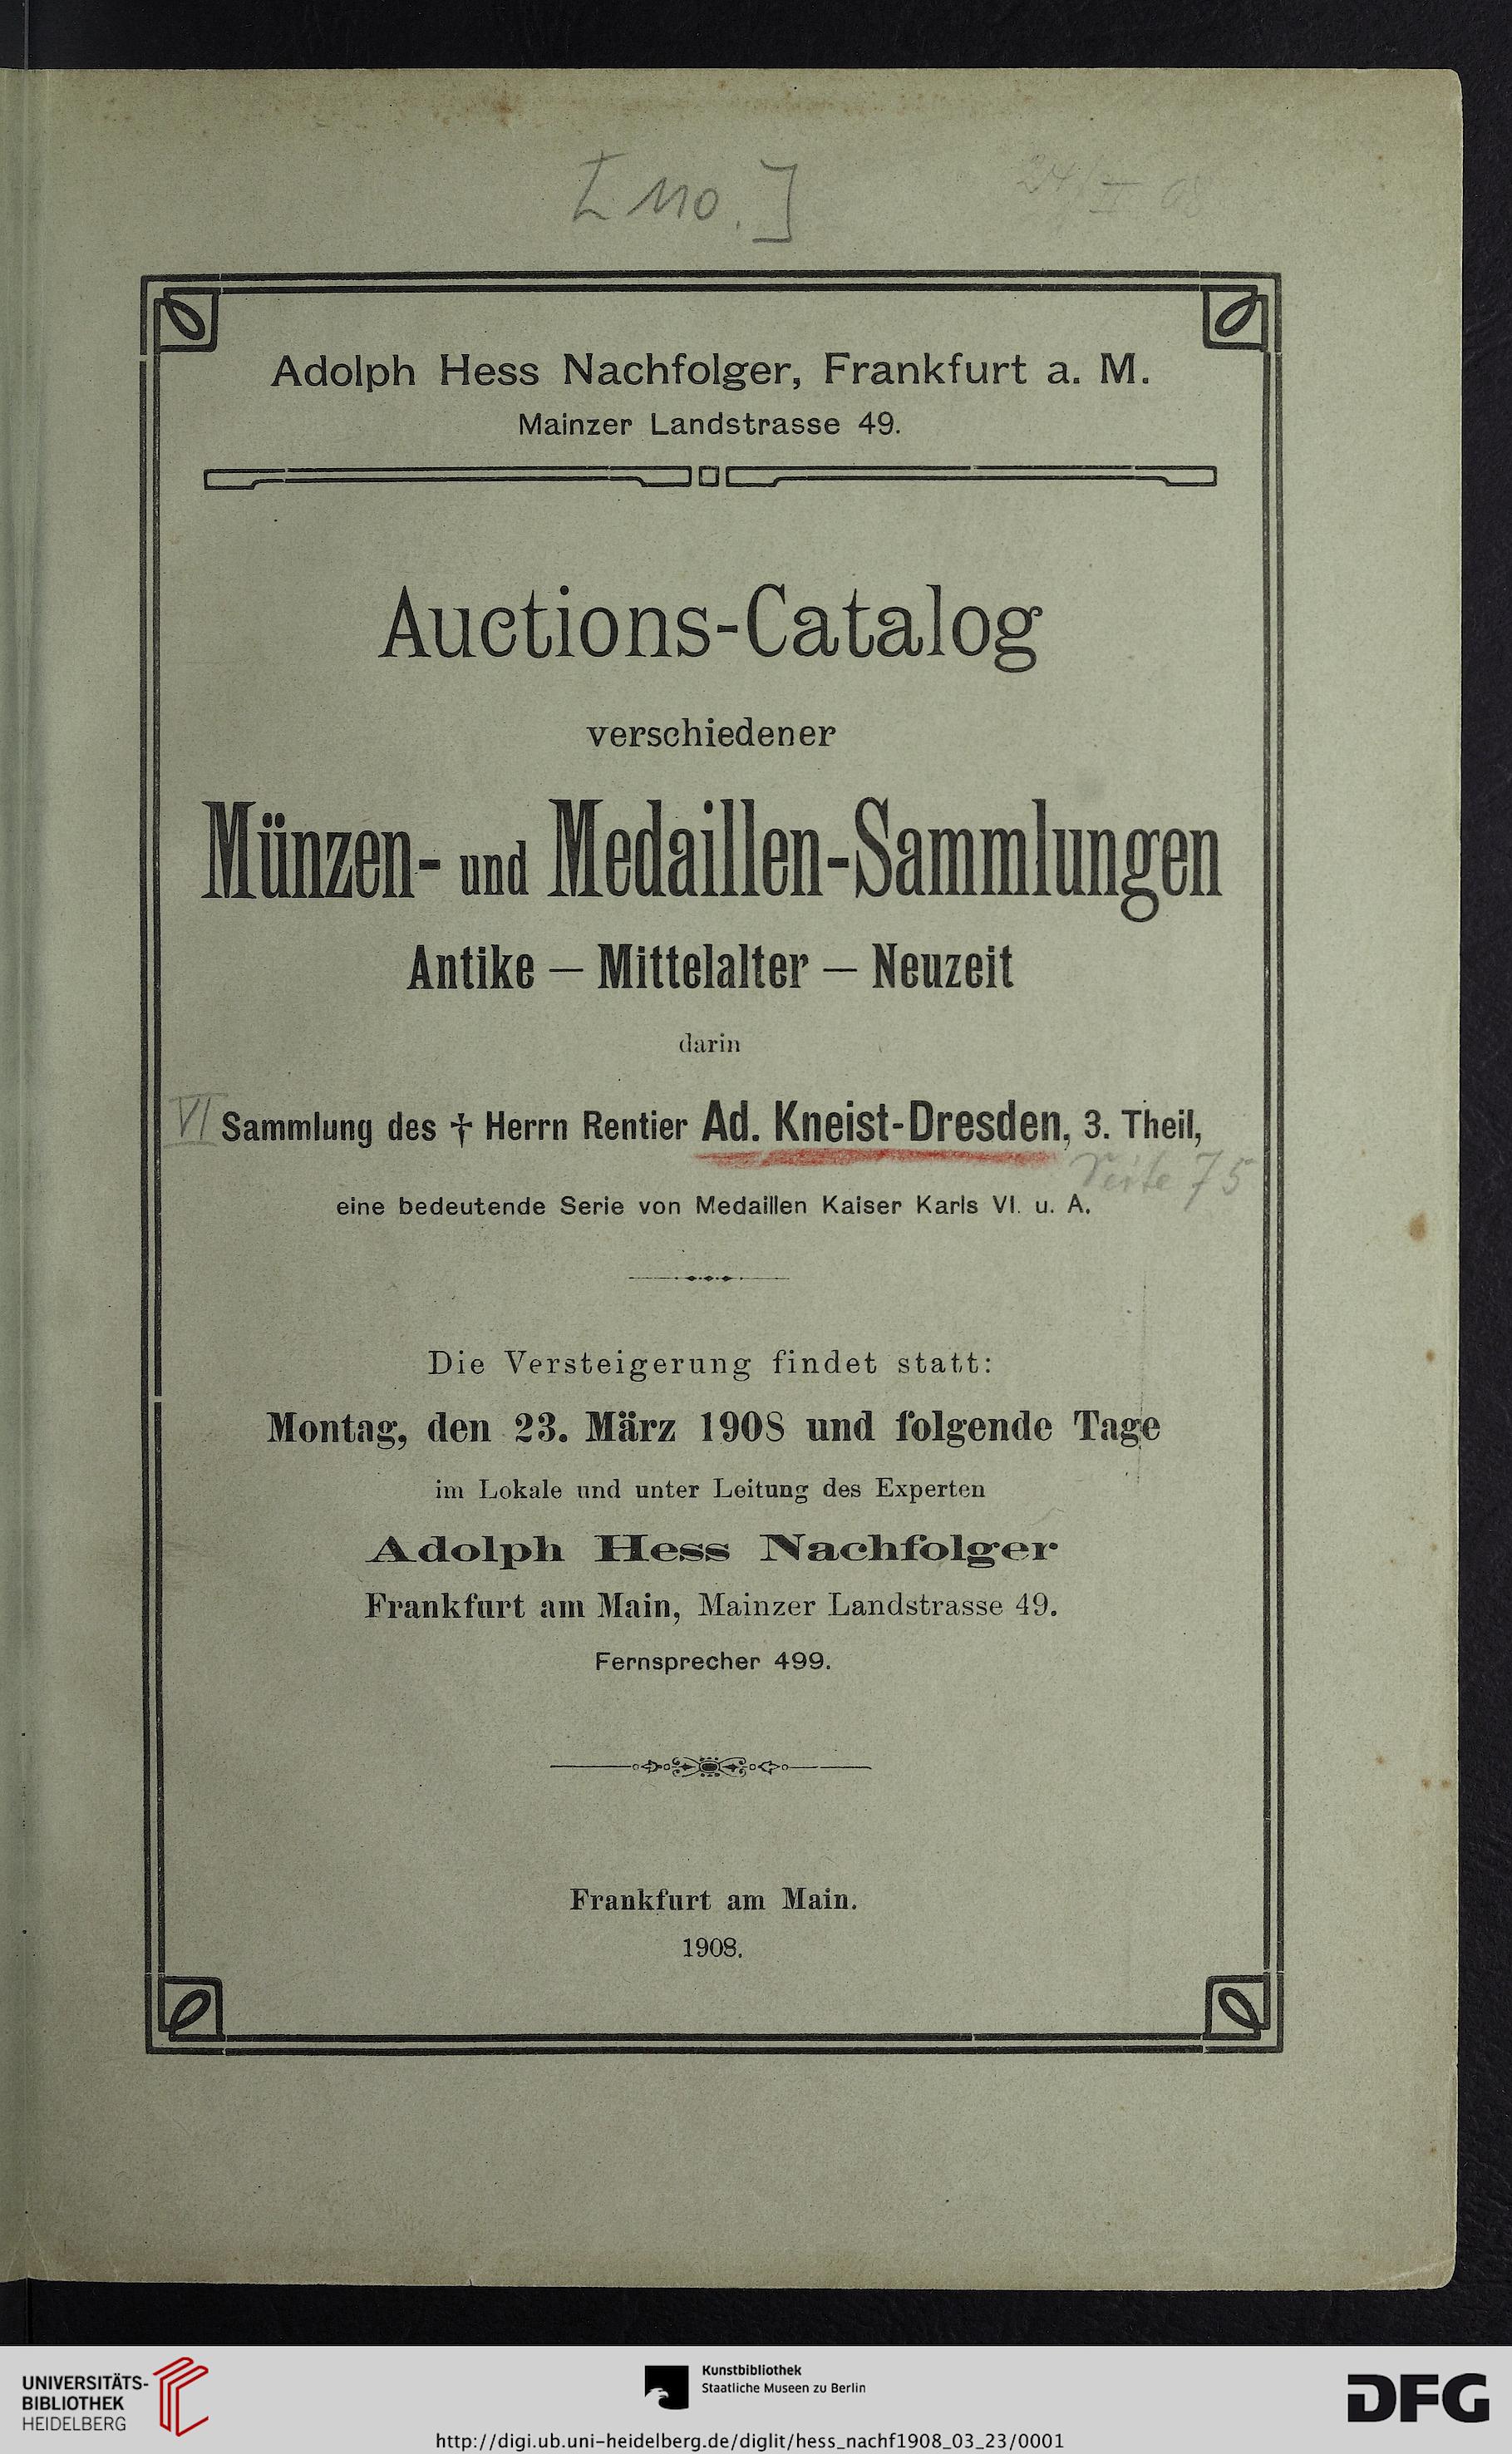 [110.]
Adolph Hess Nachfolger, Frankfurt a. M.
Mainzer Landstrasse 49.
Auctions-Catalog
verschiedener
Münzen- und Medaillen-Sammlungen
Antike — Mittelalter — Neuzeit
darin
VI Sammlung des † Herrn Rentier Ad. Kneist-Dresden, 3. Theil,
Seite 75
eine bedeutende Serie von Medaillen Kaiser Karls VI. u. A.
Die Versteigerung findet statt:
Montag, den 23. März 1908 und folgende Tage
im Lokale und unter Leitung des Experten
Adolph Hess Nachfolger
Frankfurt am Main, Mainzer Landstrasse 49.
Fernsprecher 499.
Frankfurt am Main.
1908.
UNIVERSITÄTS-
BIBLIOTHEK
HEIDELBERG
Kunstbibliothek
Staatliche Museen zu Berlin
DFG
http://digi.ub.uni-heidelberg.de/diglit/hess_nachf1908_03_23/0001